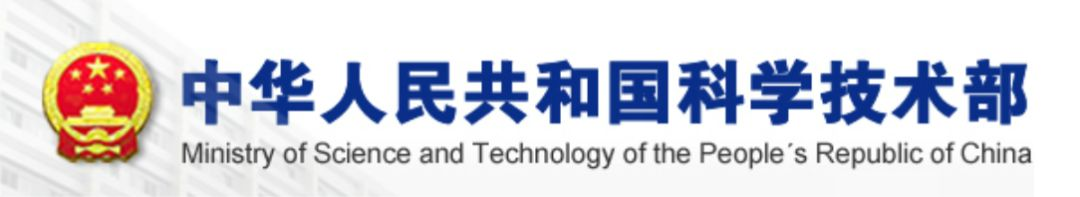 中华人民共和国科学技术部
Ministry of Science and Technology of the People´s Republic of China